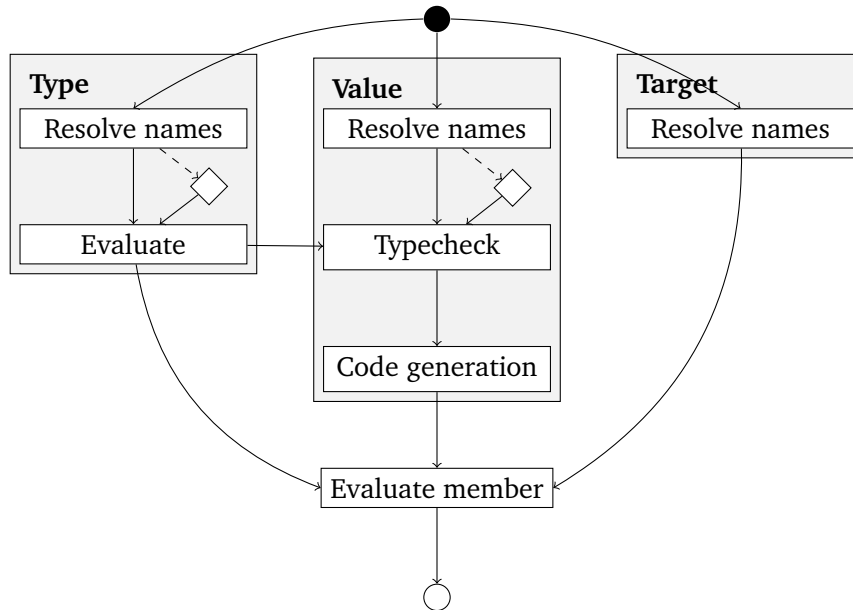 Type
Value
Target
Resolve names
Resolve names
Resolve names
Evaluate
Typecheck
Code generation
Evaluate member